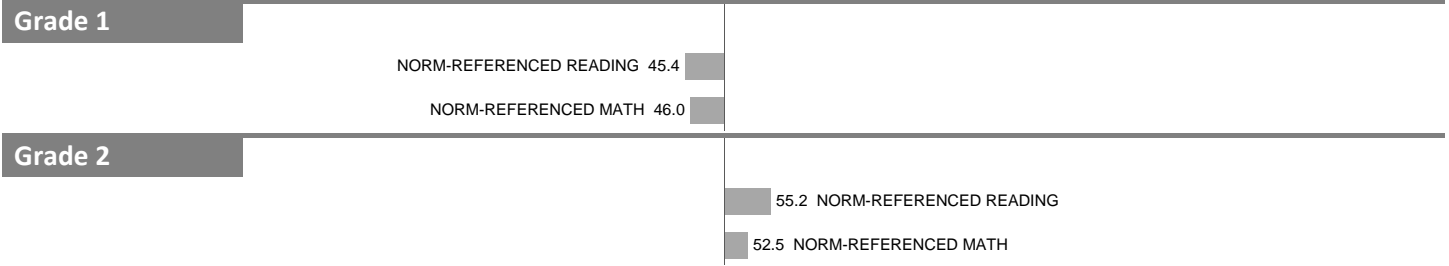 Grade 1
NORM-REFERENCED READING 45.4
NORM-REFERENCED MATH 46.0
Grade 2
55.2 NORM-REFERENCED READING
52.5 NORM-REFERENCED MATH